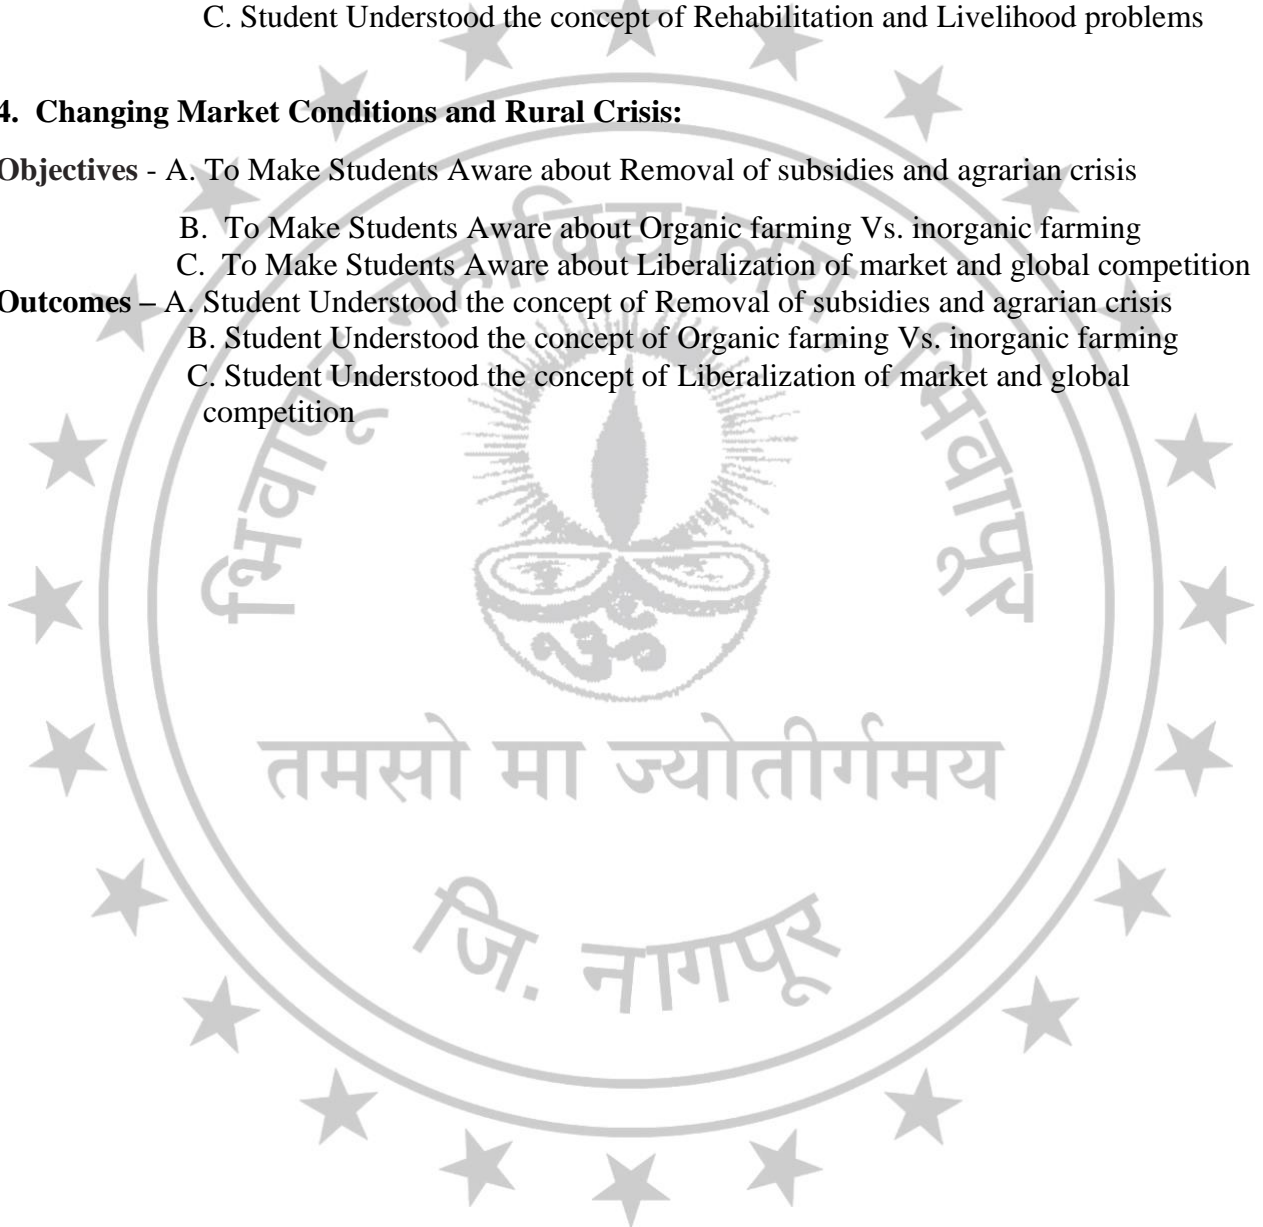 C. Student Understood the concept of Rehabilitation and Livelihood problems
4. Changing Market Conditions and Rural Crisis:
Objectives - A. To Make Students Aware about Removal of subsidies and agrarian crisis
B. To Make Students Aware about Organic farming Vs. inorganic farming
C. To Make Students Aware about Liberalization of market and global competition
Outcomes – A. Student Understood the concept of Removal of subsidies and agrarian crisis
B. Student Understood the concept of Organic farming Vs. inorganic farming
C. Student Understood the concept of Liberalization of market and global
competition
भिवापूर महाविद्यालय भिवापूर
तमसो मा ज्योतीर्गमय
जि. नागपूर